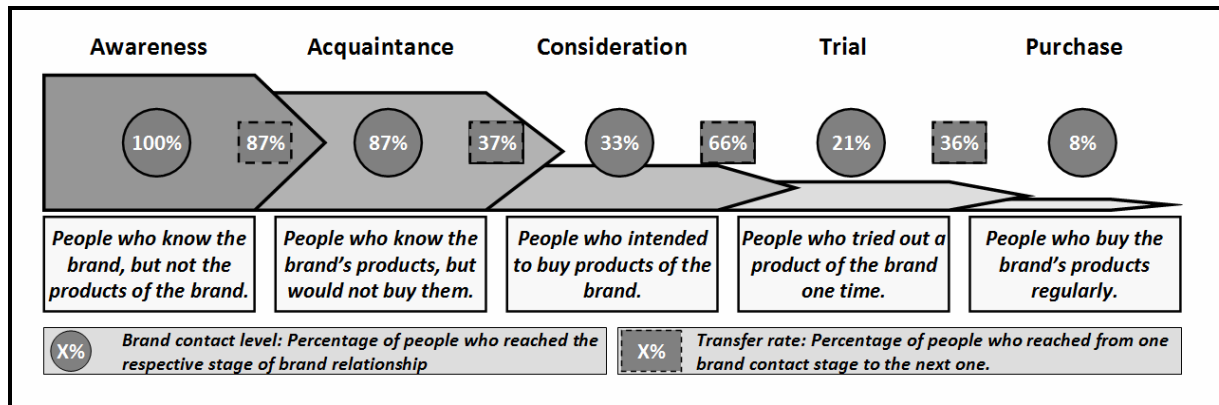 Awareness
Acquaintance
Consideration
Trial
Purchase
100%
87%
87%
37%
33%
66%
21%
36%
8%
People who know the
brand, but not the
products of the brand.
People who know the
brand's products, but
would not buy them.
People who intended
to buy products of the
brand.
People who tried out a
product of the brand
one time.
People who buy the
brand's products
regularly.
X%
Brand contact level: Percentage of people who reached the
respective stage of brand relationship
X%
Transfer rate: Percentage of people who reached from one
brand contact stage to the next one.